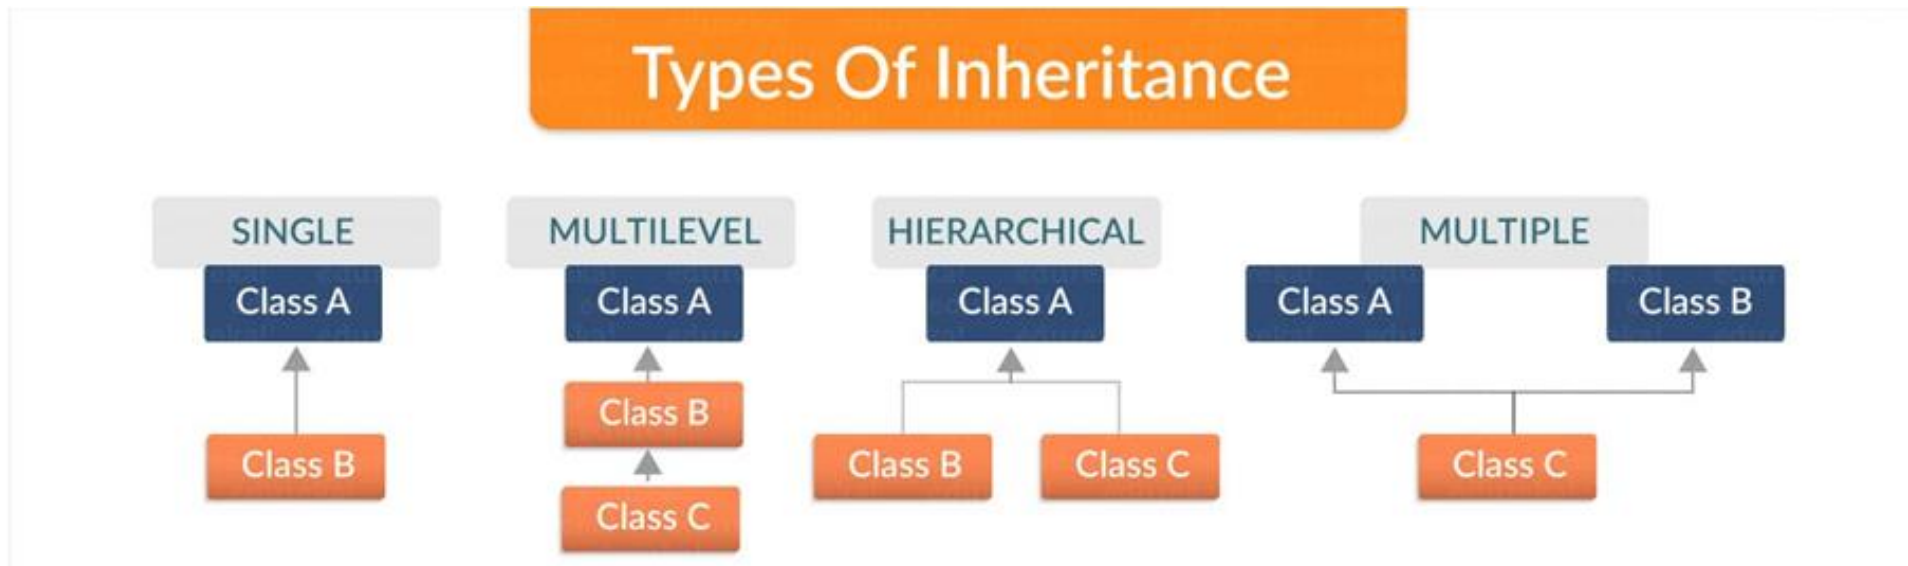 Types Of Inheritance
SINGLE
Class A
Class B
MULTILEVEL
Class A
Class B
Class C
HIERARCHICAL
Class A
Class B
Class C
MULTIPLE
Class A
Class B
Class C